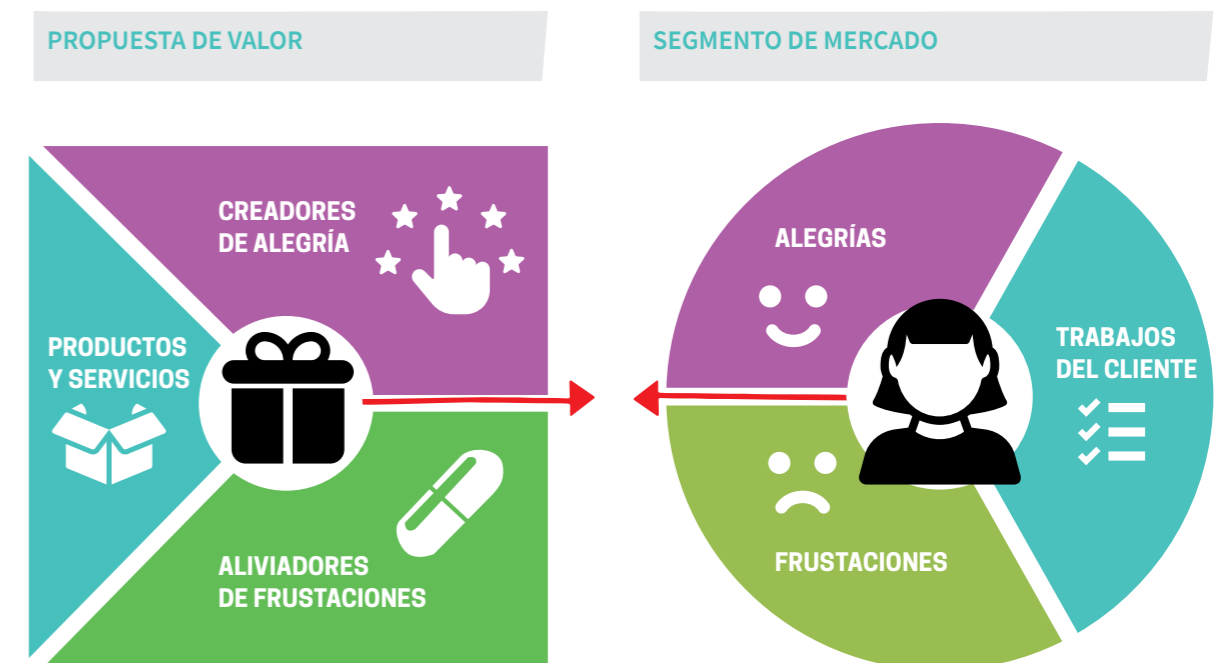 PROPUESTA DE VALOR
SEGMENTO DE MERCADO
CREADORES
DE ALEGRÍA
PRODUCTOS
Y SERVICIOS
ALIVIADORES
DE FRUSTACIONES
ALEGRÍAS
TRABAJOS
DEL CLIENTE
FRUSTACIONES